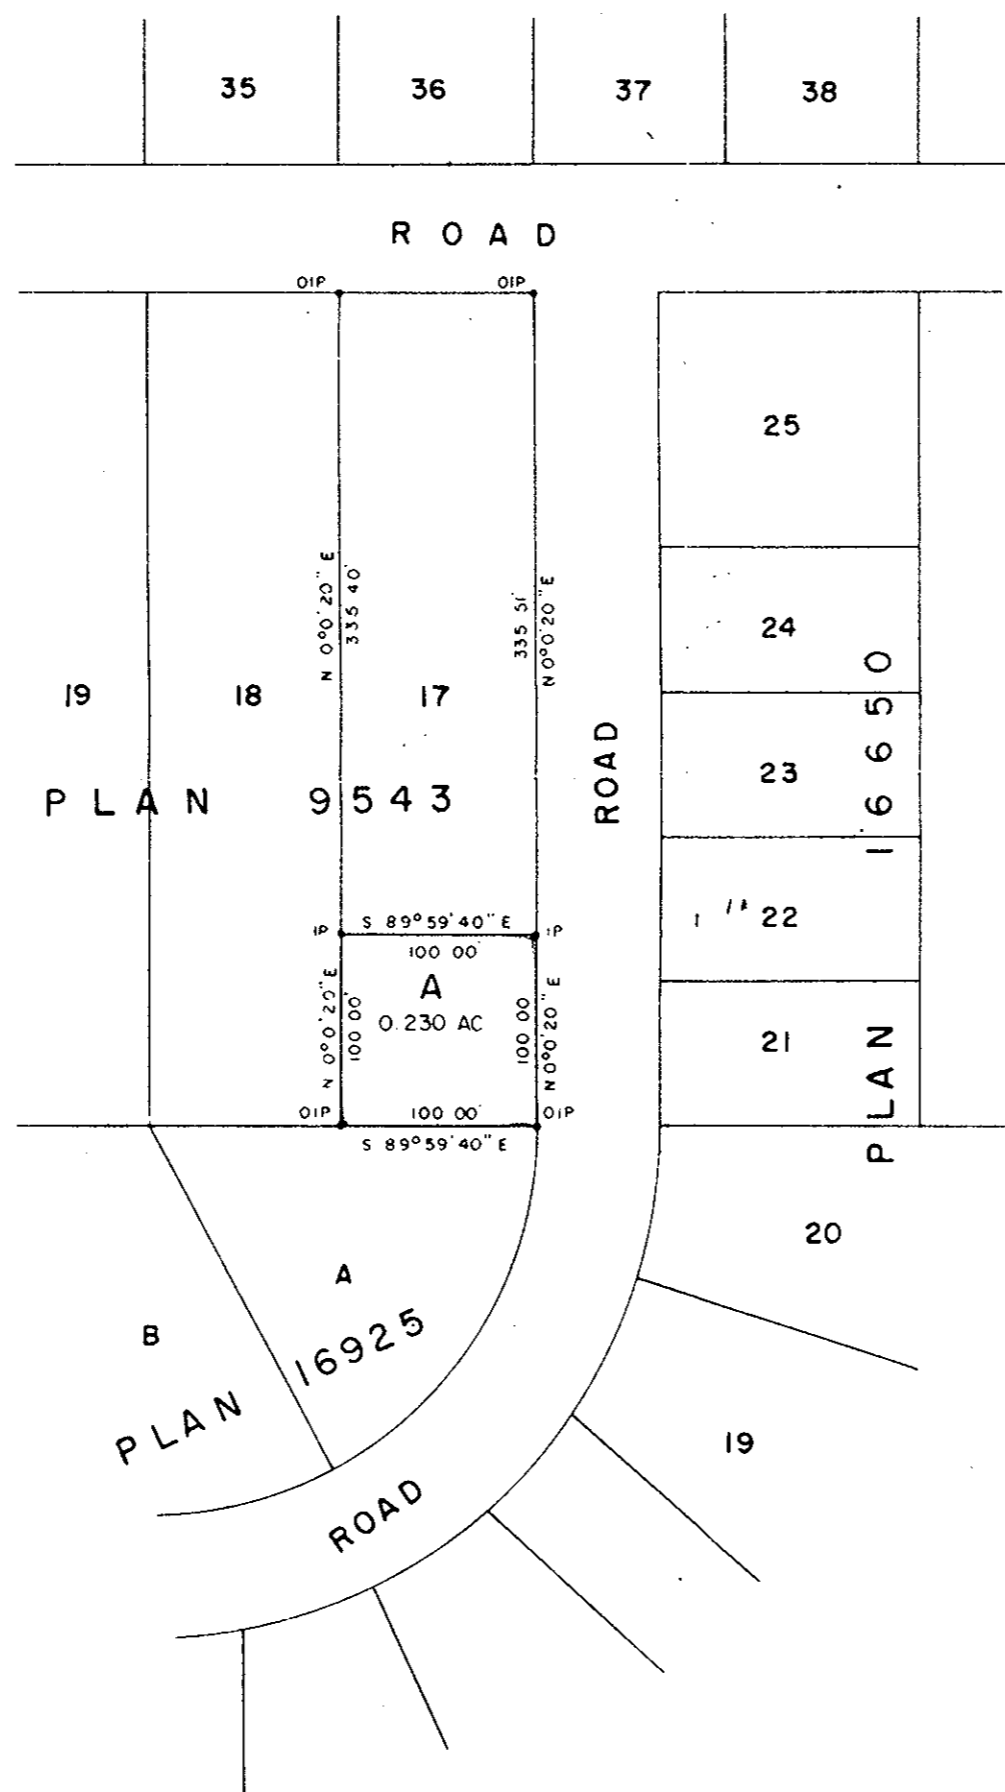 35 36 37 38
ROAD
OIP OIP
25
N 0°0'20" E
335 40'
335 51'
N 0°0'20" E
24
19 18 17
ROAD
23
PLAN 9543
PLAN 16650
22
IP S 89°59'40" E IP
100 00'
A
0.230 AC
N 0°0'20" E
100 00'
100 00
N 0°0'20" E
21
OIP 100 00' OIP
S 89°59'40" E
20
A
B
PLAN 16925
19
ROAD